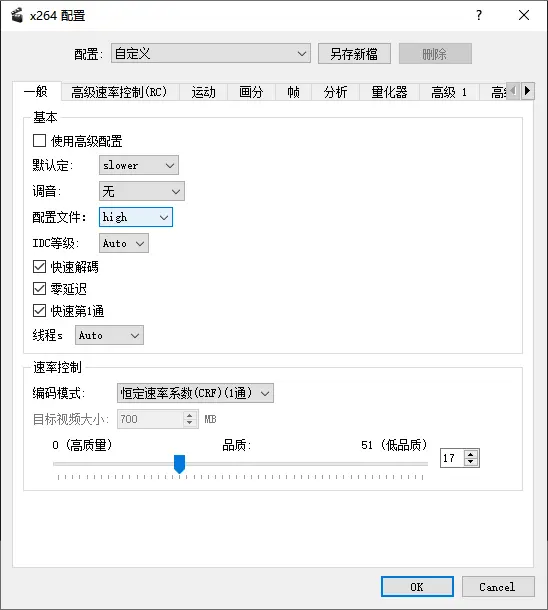 x264 配置
配置: 自定义 另存新檔 刪除
一般 高级速率控制(RC) 运动 画分 帧 分析 量化器 高级 1
基本
使用高级配置
默认定: slower
调音: 无
配置文件: high
IDC等级: Auto
快速解碼
零延迟
快速第1通
线程s Auto
速率控制
编码模式: 恒定速率系数(CRF)(1通)
目标视频大小: 700 MB
0 (高质量) 品质: 51 (低品质)
17
OK Cancel